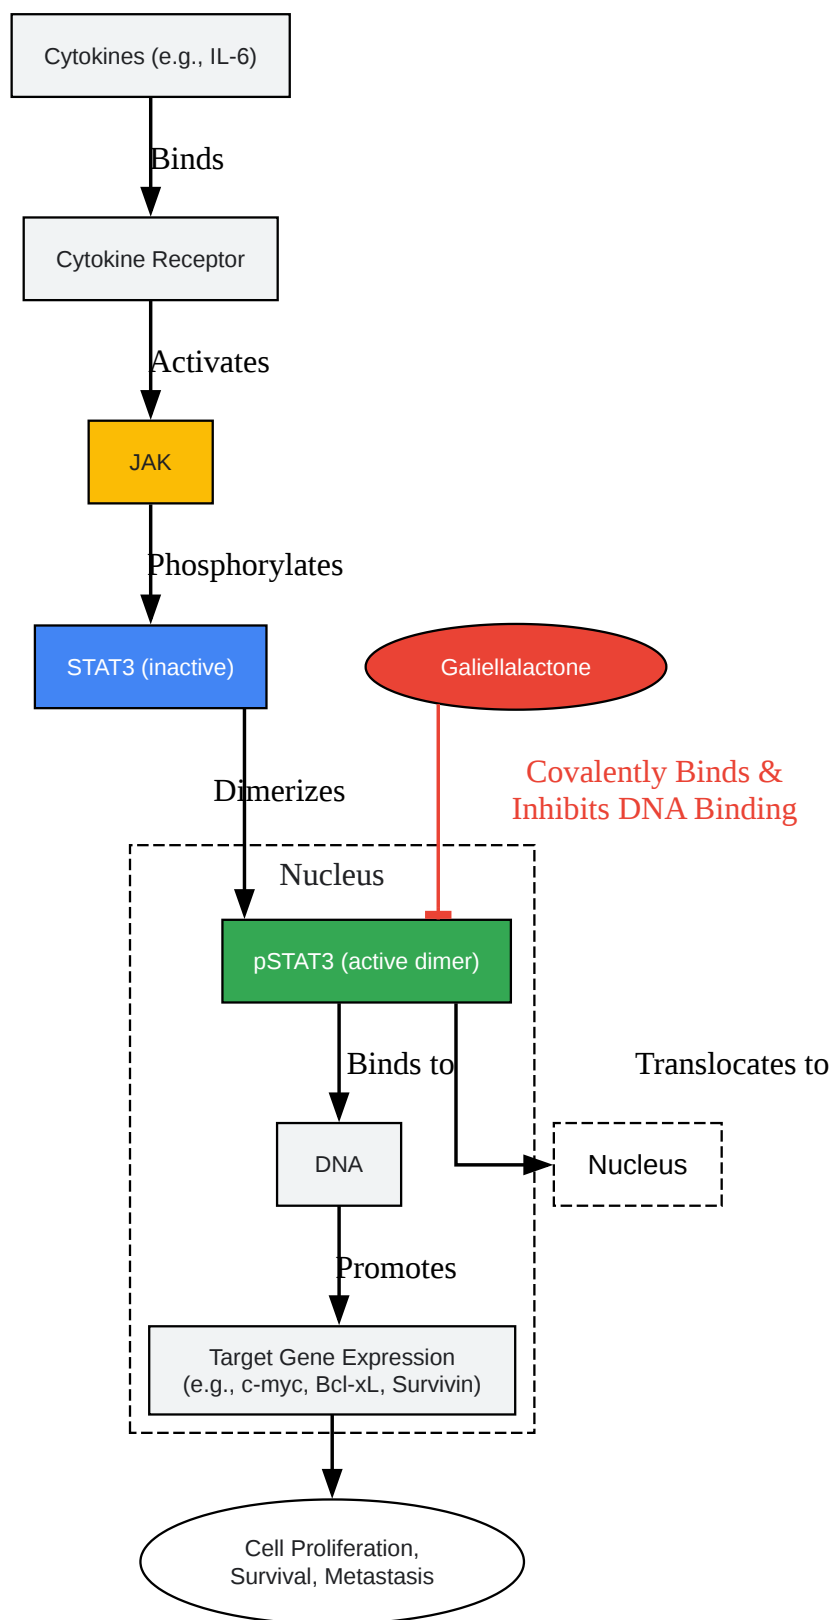 Cytokines (e.g., IL-6)
Binds
Cytokine Receptor
Activates
JAK
Phosphorylates
STAT3 (inactive)
Galiellalactone
Covalently Binds &
Inhibits DNA Binding
Dimerizes
Nucleus
pSTAT3 (active dimer)
Binds to
Translocates to
DNA
Nucleus
Promotes
Target Gene Expression
(e.g., c-myc, Bcl-xL, Survivin)
Cell Proliferation,
Survival, Metastasis